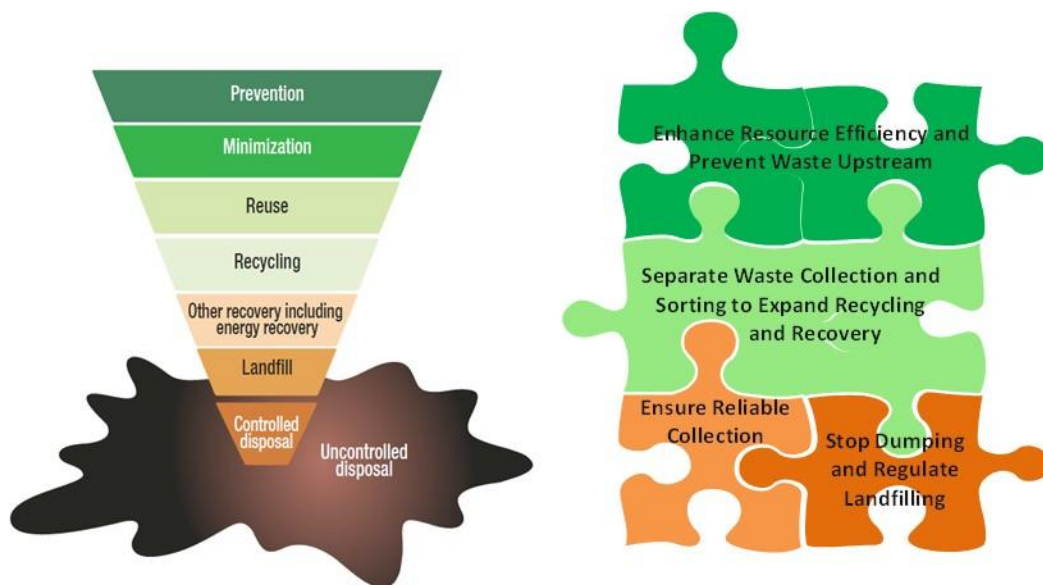 Prevention
Minimization
Reuse
Recycling
Other recovery including
energy recovery
Landfill
Controlled
disposal
Uncontrolled
disposal
Enhance Resource Efficiency and
Prevent Waste Upstream
Separate Waste Collection and
Sorting to Expand Recycling
and Recovery
Ensure Reliable
Collection
Stop Dumping
and Regulate
Landfilling